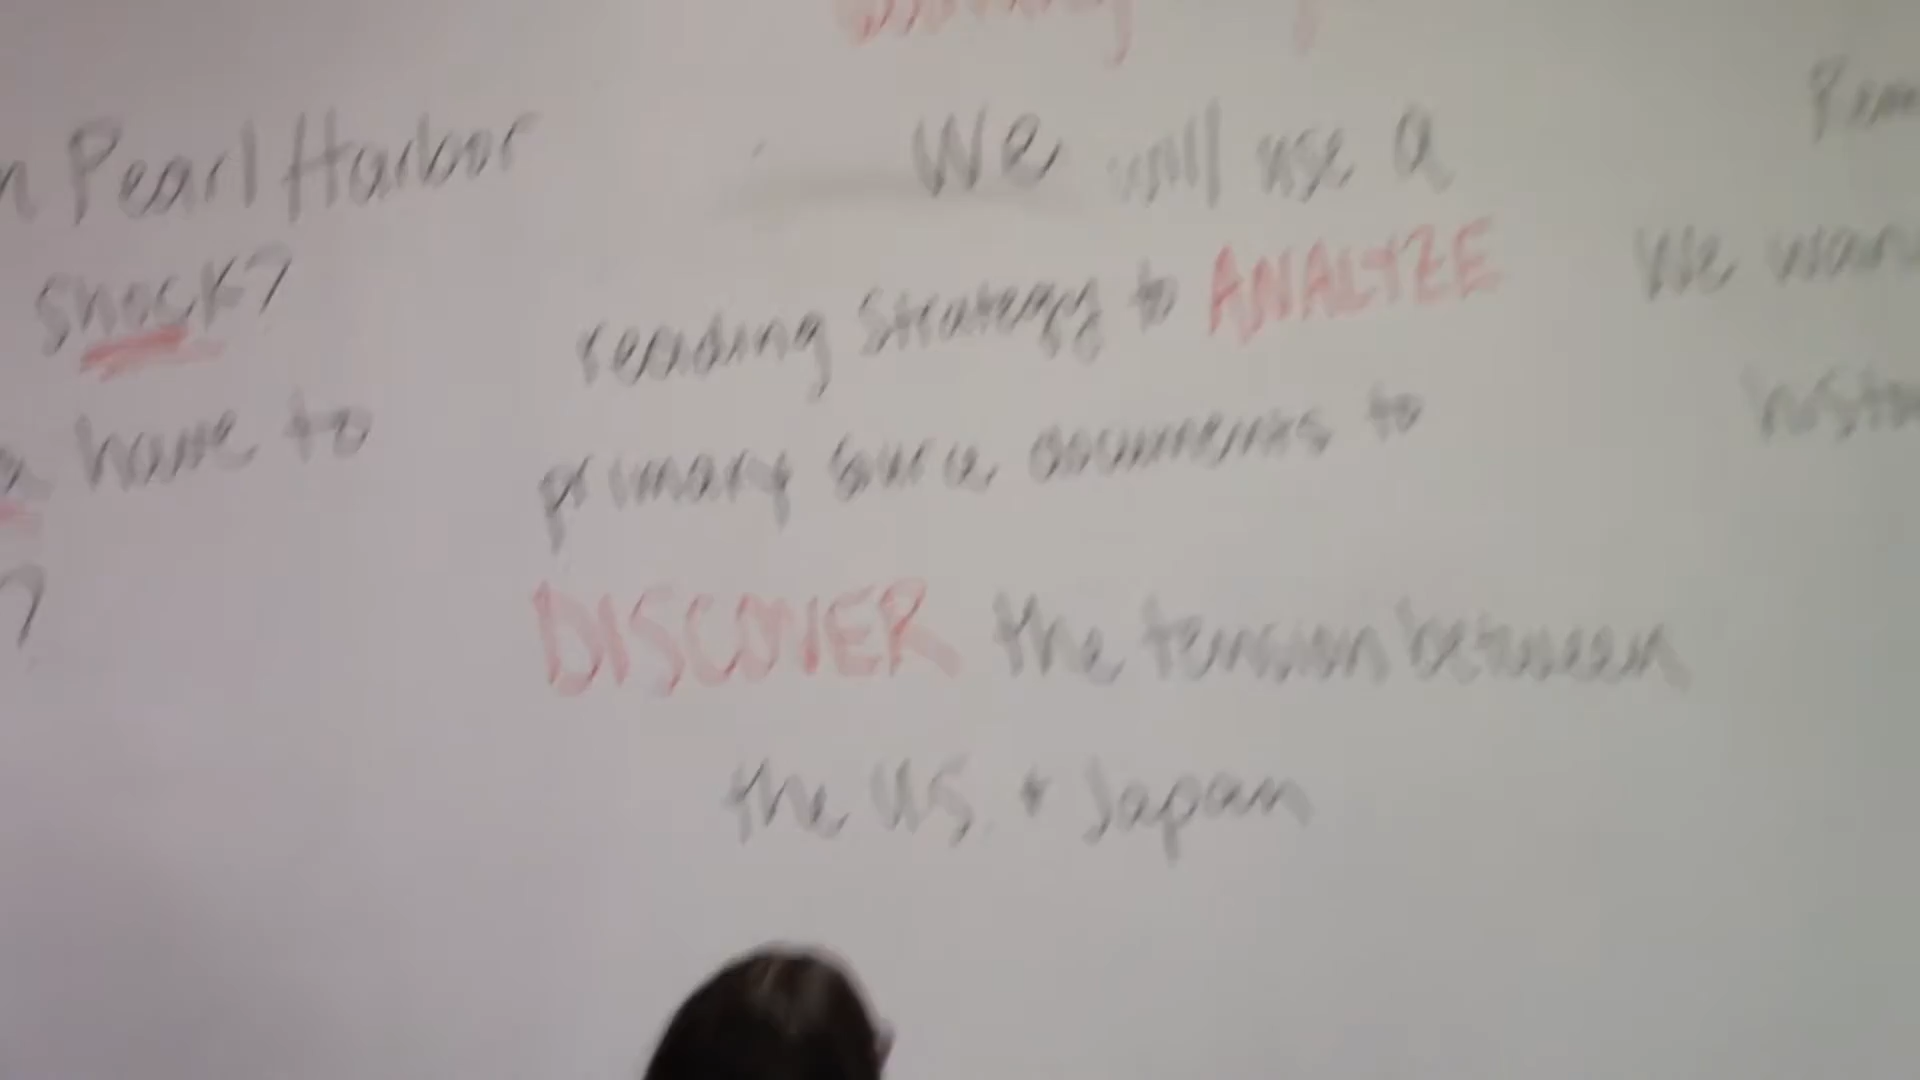 Pearl Harbor
shock?
have to
?
We will use a
reading strategy to ANALYZE
primary source documents to
DISCOVER the tension between
the U.S. + Japan
We